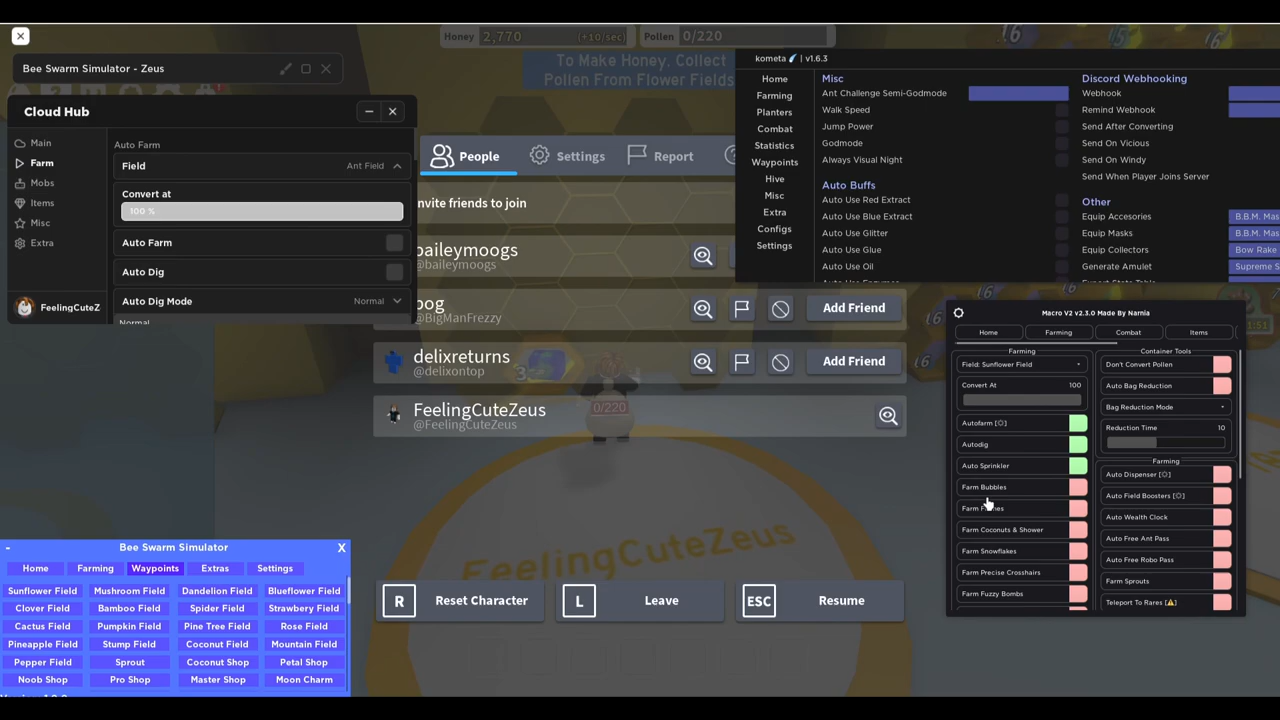 Honey 2,770 (+10/sec) Pollen 0/220
To Make Honey, Collect
Pollen From Flower Fields
Bee Swarm Simulator - Zeus
Cloud Hub
Main
Farm
Mobs
Items
Misc
Extra
FeelingCuteZ
Auto Farm
Field Ant Field
Convert at
100 %
Auto Farm
Auto Dig
Auto Dig Mode Normal
Normal
People Settings Report
nvite friends to join
baileymoogs
@baileymoogs
bog
@BigManFrezzy
Add Friend
delixreturns
@delixontop
Add Friend
FeelingCuteZeus
@FeelingCuteZeus
3
0/220
FeelingCuteZeus
R Reset Character
L Leave
ESC Resume
kometa | v1.6.3
Home
Farming
Planters
Combat
Statistics
Waypoints
Hive
Misc
Extra
Configs
Settings
Misc
Ant Challenge Semi-Godmode
Walk Speed
Jump Power
Godmode
Always Visual Night
Auto Buffs
Auto Use Red Extract
Auto Use Blue Extract
Auto Use Glitter
Auto Use Glue
Auto Use Oil
Discord Webhooking
Webhook
Remind Webhook
Send After Converting
Send On Vicious
Send On Windy
Send When Player Joins Server
Other
Equip Accesories B.B.M. Mas
Equip Masks B.B.M. Mas
Equip Collectors Bow Rake
Generate Amulet Supreme S
Macro V2 v2.3.0 Made By Narnia
Home Farming Combat Items
Farming
Field: Sunflower Field
Convert At 100
Autofarm [⚙]
Autodig
Auto Sprinkler
Farm Bubbles
Farm
Farm Coconuts & Shower
Farm Snowflakes
Farm Precise Crosshairs
Farm Fuzzy Bombs
Container Tools
Don't Convert Pollen
Auto Bag Reduction
Bag Reduction Mode
Reduction Time 10
Farming
Auto Dispenser [⚙]
Auto Field Boosters [⚙]
Auto Wealth Clock
Auto Free Ant Pass
Auto Free Robo Pass
Farm Sprouts
Teleport To Rares [⚠]
- Bee Swarm Simulator X
Home Farming Waypoints Extras Settings
Sunflower Field Mushroom Field Dandelion Field Blueflower Field
Clover Field Bamboo Field Spider Field Strawbery Field
Cactus Field Pumpkin Field Pine Tree Field Rose Field
Pineapple Field Stump Field Coconut Field Mountain Field
Pepper Field Sprout Coconut Shop Petal Shop
Noob Shop Pro Shop Master Shop Moon Charm